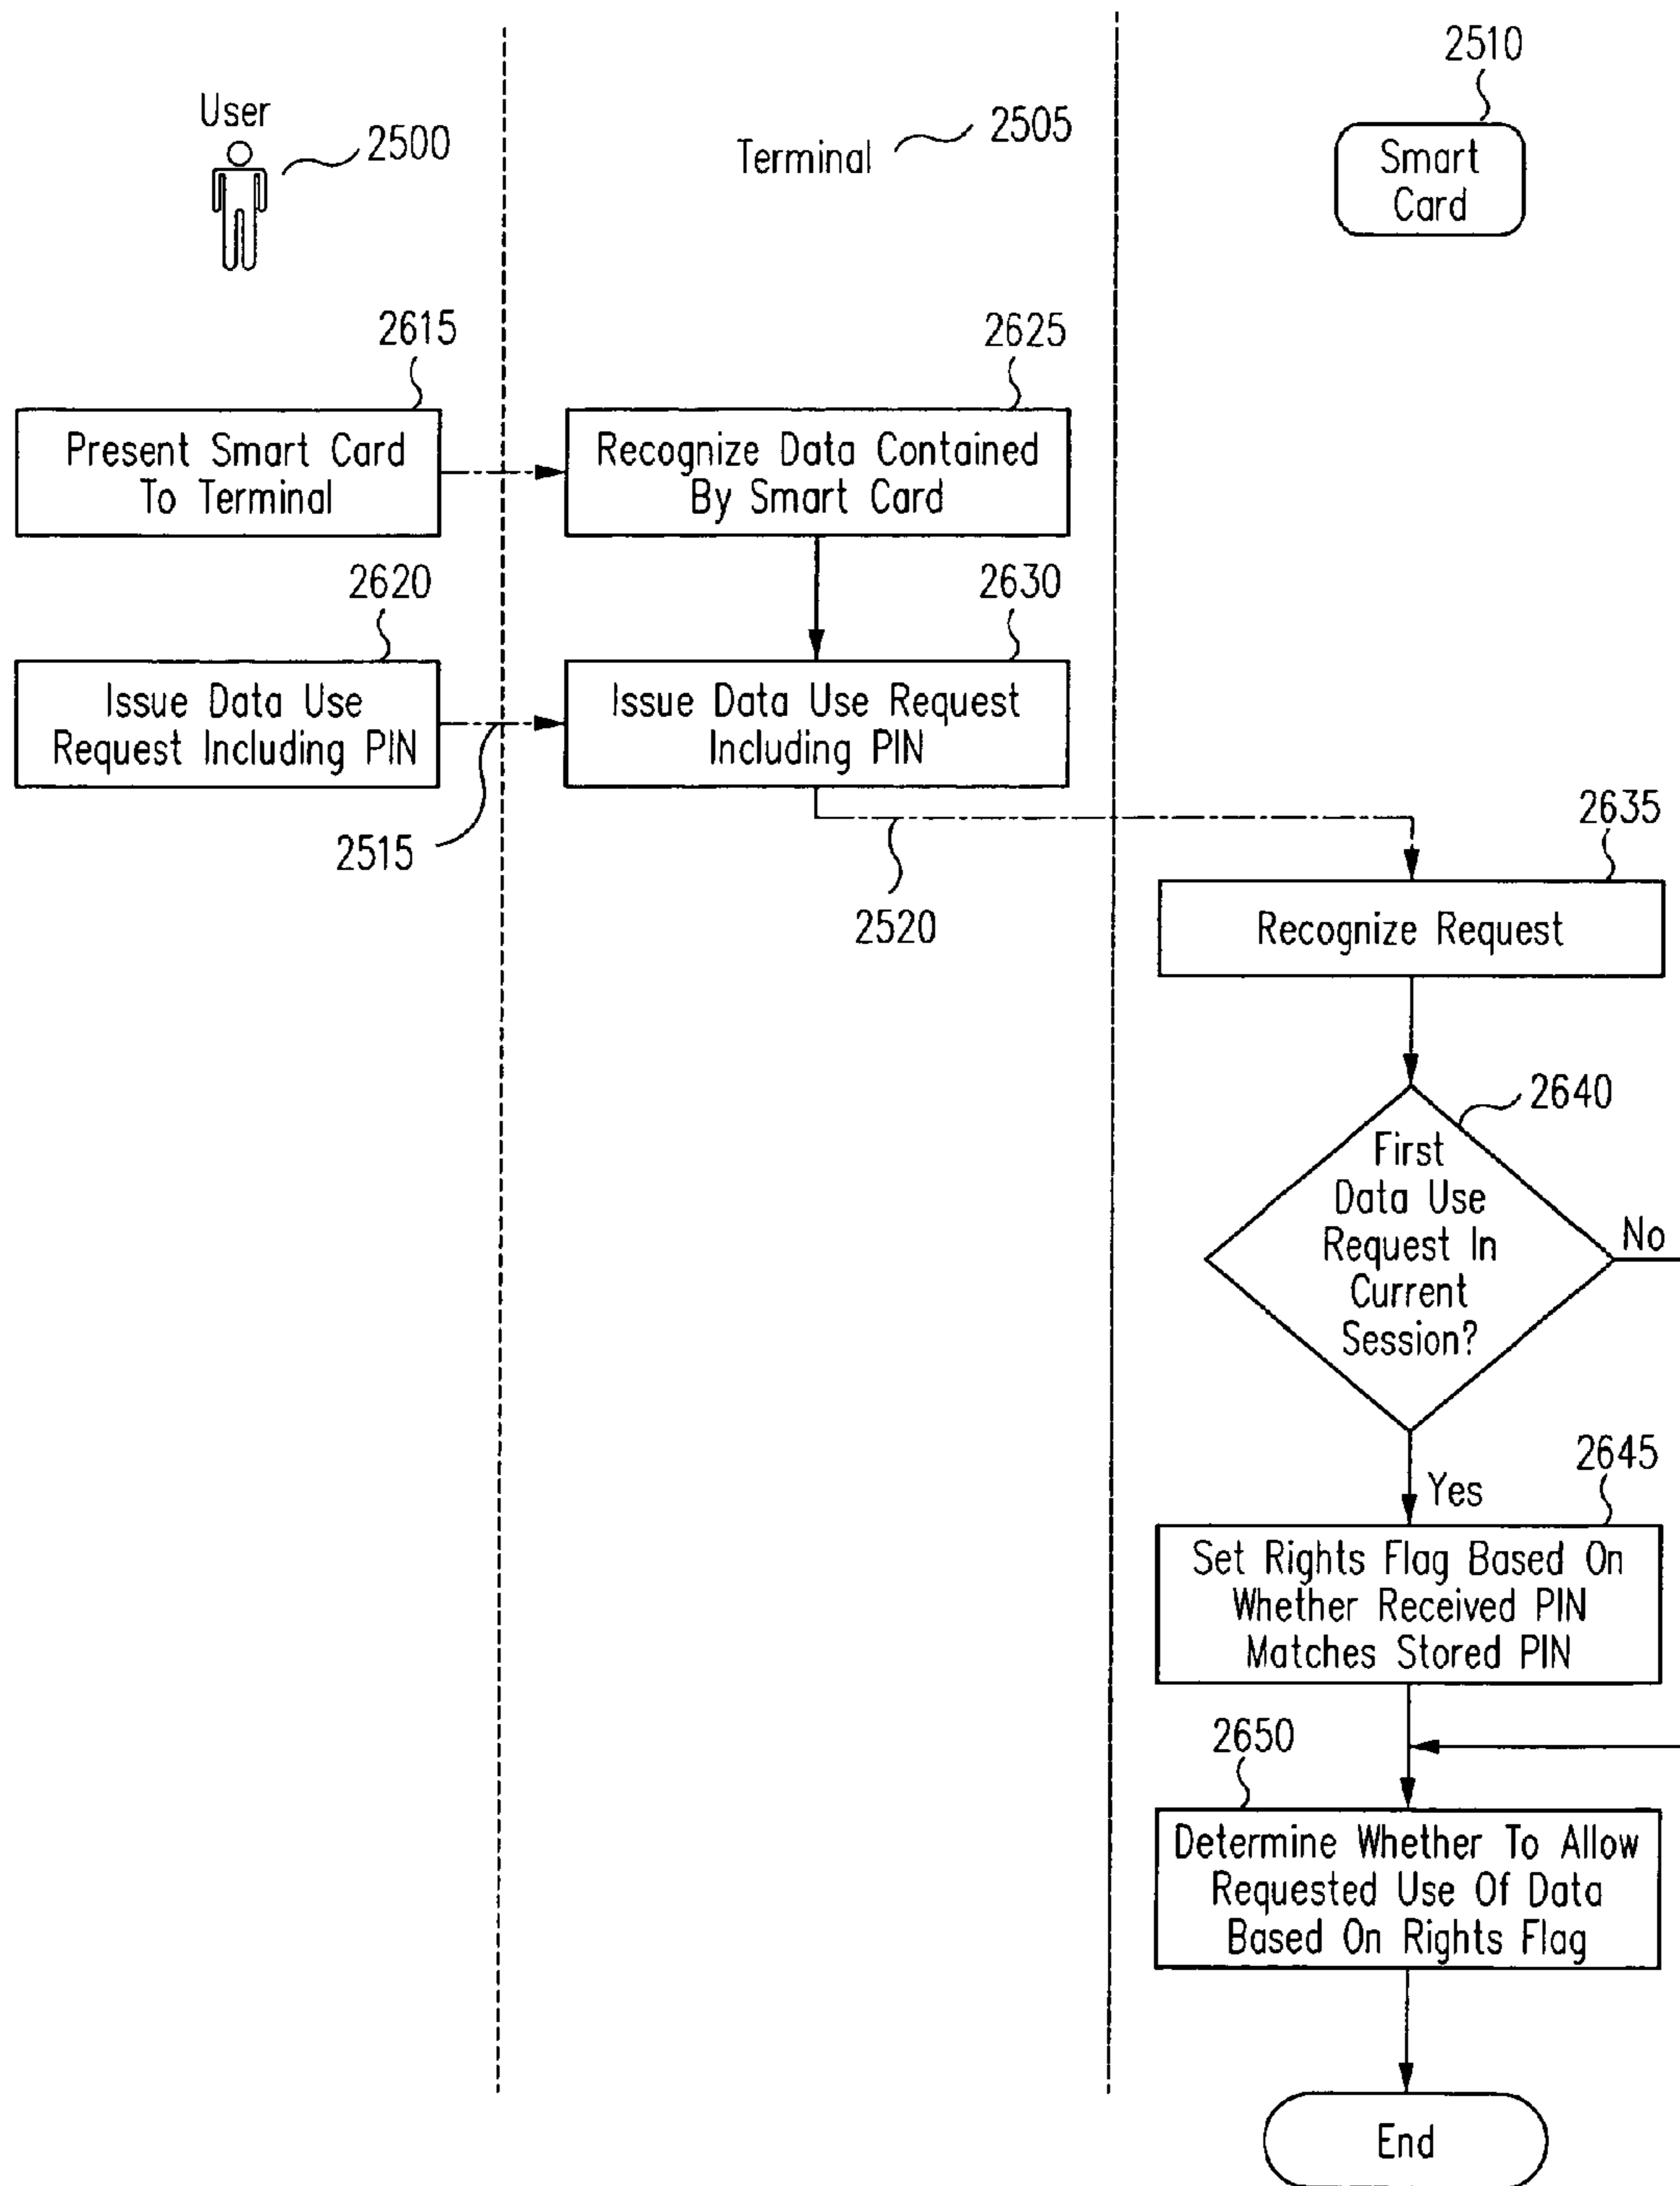 User
2500
Terminal
2505
2510
Smart
Card
2615
Present Smart Card
To Terminal
2625
Recognize Data Contained
By Smart Card
2620
Issue Data Use
Request Including PIN
2630
Issue Data Use Request
Including PIN
2515
2520
2635
Recognize Request
2640
First
Data Use
Request In
Current
Session?
No
Yes
2645
Set Rights Flag Based On
Whether Received PIN
Matches Stored PIN
2650
Determine Whether To Allow
Requested Use Of Data
Based On Rights Flag
End